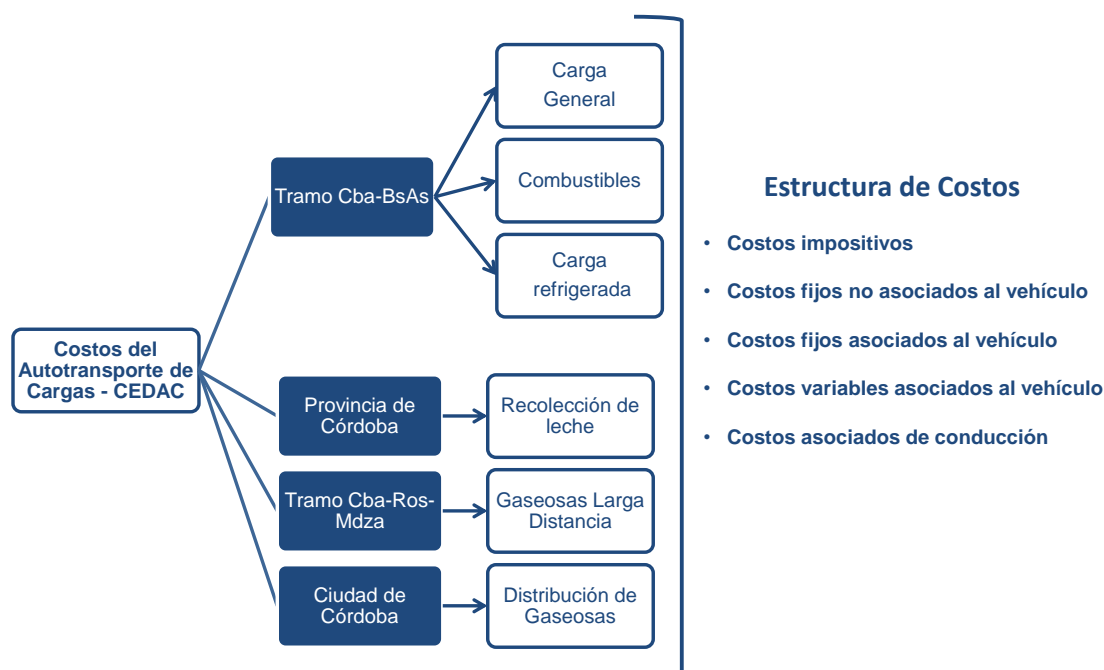 Costos del
Autotransporte de
Cargas - CEDAC
Tramo Cba-BsAs
Carga
General
Combustibles
Carga
refrigerada
Provincia de
Córdoba
Recolección de
leche
Tramo Cba-Ros-
Mdza
Gaseosas Larga
Distancia
Ciudad de
Córdoba
Distribución de
Gaseosas
Estructura de Costos
• Costos impositivos
• Costos fijos no asociados al vehículo
• Costos fijos asociados al vehículo
• Costos variables asociados al vehículo
• Costos asociados de conducción